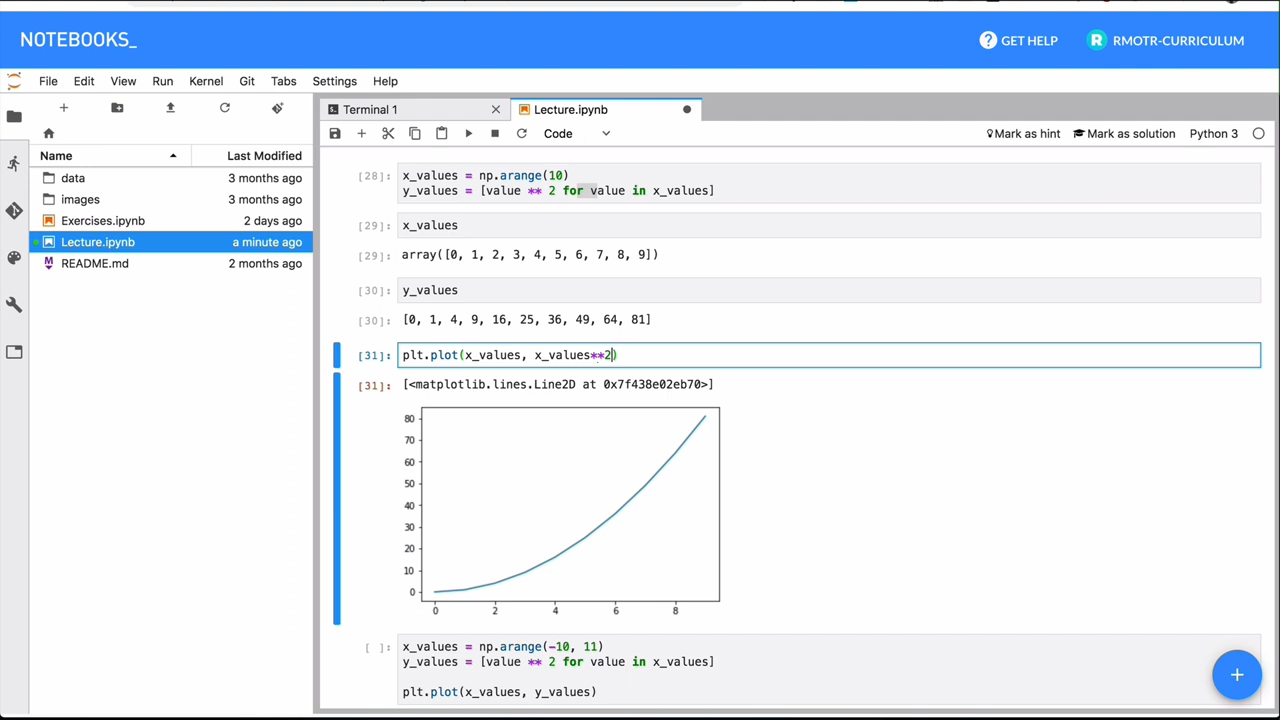 NOTEBOOKS_
? GET HELP
R RMOTR-CURRICULUM
File Edit View Run Kernel Git Tabs Settings Help
Terminal 1
Lecture.ipynb
Code
Mark as hint
Mark as solution
Python 3
Name
Last Modified
data 3 months ago
images 3 months ago
Exercises.ipynb 2 days ago
Lecture.ipynb a minute ago
README.md 2 months ago
[28]: x_values = np.arange(10)
y_values = [value ** 2 for value in x_values]
[29]: x_values
[29]: array([0, 1, 2, 3, 4, 5, 6, 7, 8, 9])
[30]: y_values
[30]: [0, 1, 4, 9, 16, 25, 36, 49, 64, 81]
[31]: plt.plot(x_values, x_values**2)
[31]: [<matplotlib.lines.Line2D at 0x7f438e02eb70>]
80
70
60
50
40
30
20
10
0
0 2 4 6 8
[ ]: x_values = np.arange(-10, 11)
y_values = [value ** 2 for value in x_values]
plt.plot(x_values, y_values)